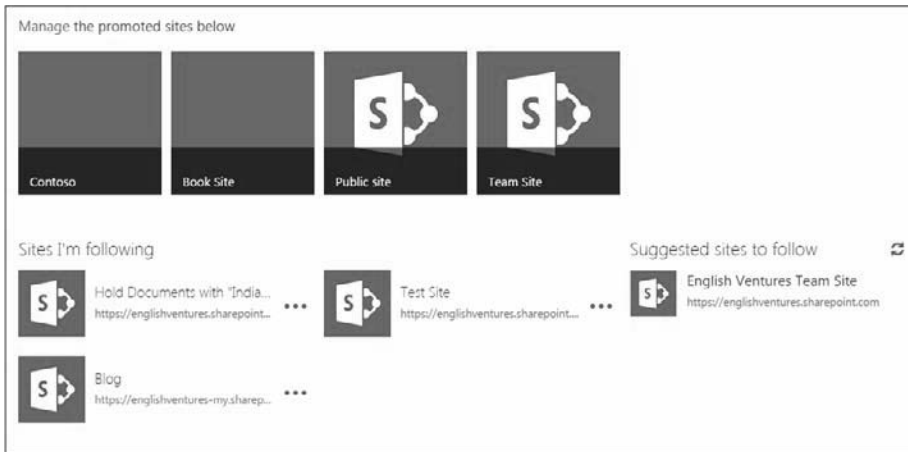 Manage the promoted sites below
Contoso
Book Site
Public site
Team Site
Sites I'm following
Hold Documents with "India...
https://englishventures.sharepoint...
Test Site
https://englishventures.sharepoint....
Blog
https://englishventures-my.sharep...
Suggested sites to follow
English Ventures Team Site
https://englishventures.sharepoint.com